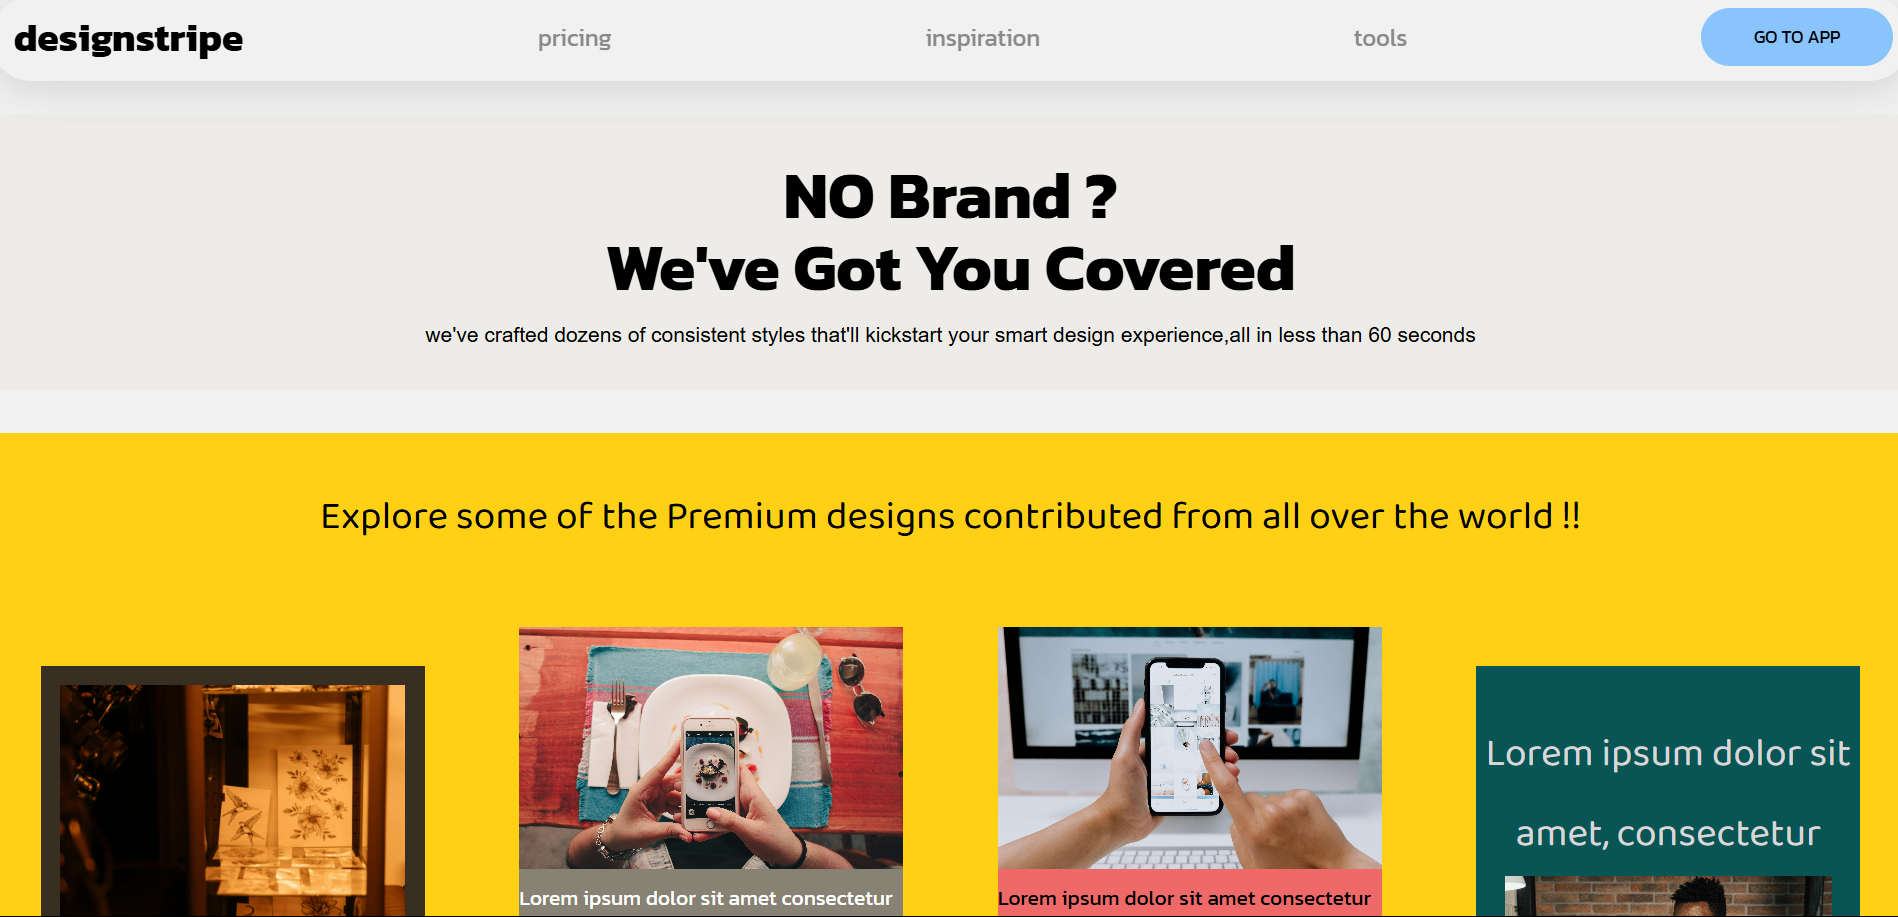 designstripe
pricing
inspiration
tools
GO TO APP
NO Brand ?
We've Got You Covered
we've crafted dozens of consistent styles that'll kickstart your smart design experience,all in less than 60 seconds
Explore some of the Premium designs contributed from all over the world !!
Lorem ipsum dolor sit amet consectetur
Lorem ipsum dolor sit amet consectetur
Lorem ipsum dolor sit
amet, consectetur